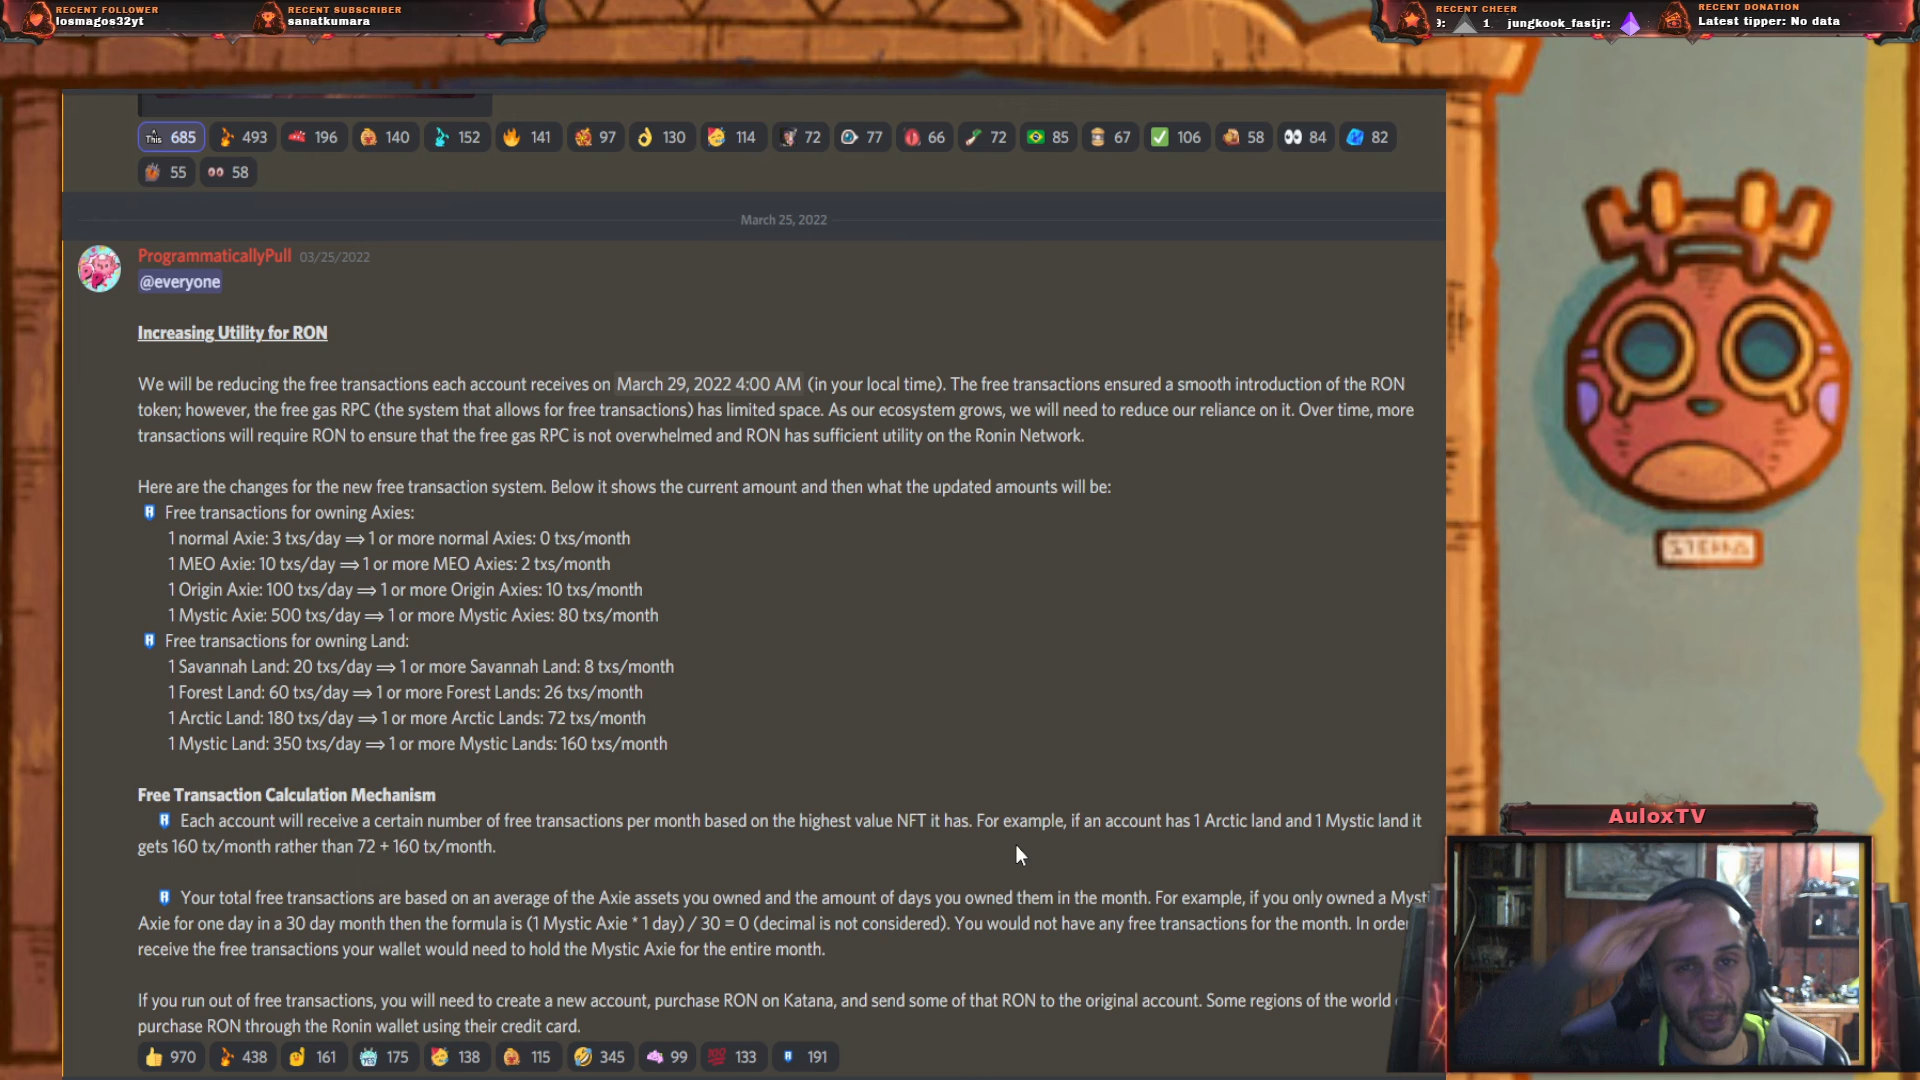 RECENT FOLLOWER
losmagos32yt
RECENT SUBSCRIBER
sanatkumara
RECENT CHEER
1 jungkook_fastjr:
RECENT DONATION
Latest tipper: No data
This 685 493 196 140 152 141 97 130 114 72 77 66 72 85 67 106 58 84 82
55 58
March 25, 2022
ProgrammaticallyPull 03/25/2022
@everyone
Increasing Utility for RON
We will be reducing the free transactions each account receives on March 29, 2022 4:00 AM (in your local time). The free transactions ensured a smooth introduction of the RON
token; however, the free gas RPC (the system that allows for free transactions) has limited space. As our ecosystem grows, we will need to reduce our reliance on it. Over time, more
transactions will require RON to ensure that the free gas RPC is not overwhelmed and RON has sufficient utility on the Ronin Network.
Here are the changes for the new free transaction system. Below it shows the current amount and then what the updated amounts will be:
Free transactions for owning Axies:
1 normal Axie: 3 txs/day ⟹ 1 or more normal Axies: 0 txs/month
1 MEO Axie: 10 txs/day ⟹ 1 or more MEO Axies: 2 txs/month
1 Origin Axie: 100 txs/day ⟹ 1 or more Origin Axies: 10 txs/month
1 Mystic Axie: 500 txs/day ⟹ 1 or more Mystic Axies: 80 txs/month
Free transactions for owning Land:
1 Savannah Land: 20 txs/day ⟹ 1 or more Savannah Land: 8 txs/month
1 Forest Land: 60 txs/day ⟹ 1 or more Forest Lands: 26 txs/month
1 Arctic Land: 180 txs/day ⟹ 1 or more Arctic Lands: 72 txs/month
1 Mystic Land: 350 txs/day ⟹ 1 or more Mystic Lands: 160 txs/month
Free Transaction Calculation Mechanism
Each account will receive a certain number of free transactions per month based on the highest value NFT it has. For example, if an account has 1 Arctic land and 1 Mystic land it
gets 160 tx/month rather than 72 + 160 tx/month.
Your total free transactions are based on an average of the Axie assets you owned and the amount of days you owned them in the month. For example, if you only owned a Mysti
Axie for one day in a 30 day month then the formula is (1 Mystic Axie * 1 day) / 30 = 0 (decimal is not considered). You would not have any free transactions for the month. In order
receive the free transactions your wallet would need to hold the Mystic Axie for the entire month.
If you run out of free transactions, you will need to create a new account, purchase RON on Katana, and send some of that RON to the original account. Some regions of the world
purchase RON through the Ronin wallet using their credit card.
970 438 161 175 138 115 345 99 133 191
AuloxTV